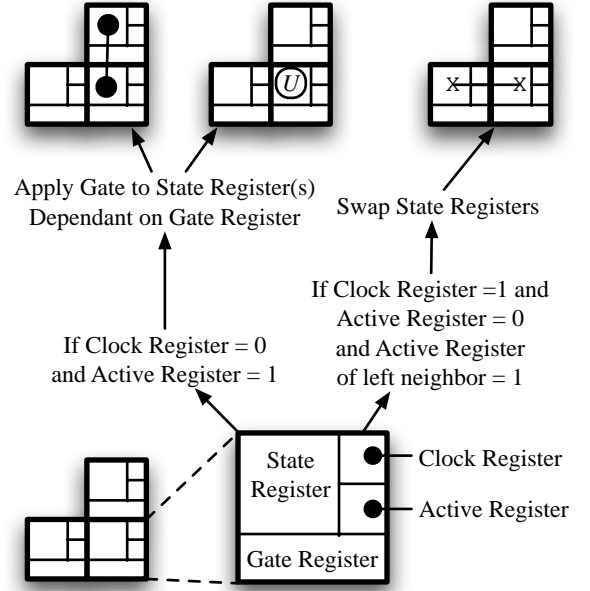 U
X X
Apply Gate to State Register(s)
Dependant on Gate Register
Swap State Registers
If Clock Register = 0
and Active Register = 1
If Clock Register =1 and
Active Register = 0
and Active Register
of left neighbor = 1
State
Register
Gate Register
Clock Register
Active Register